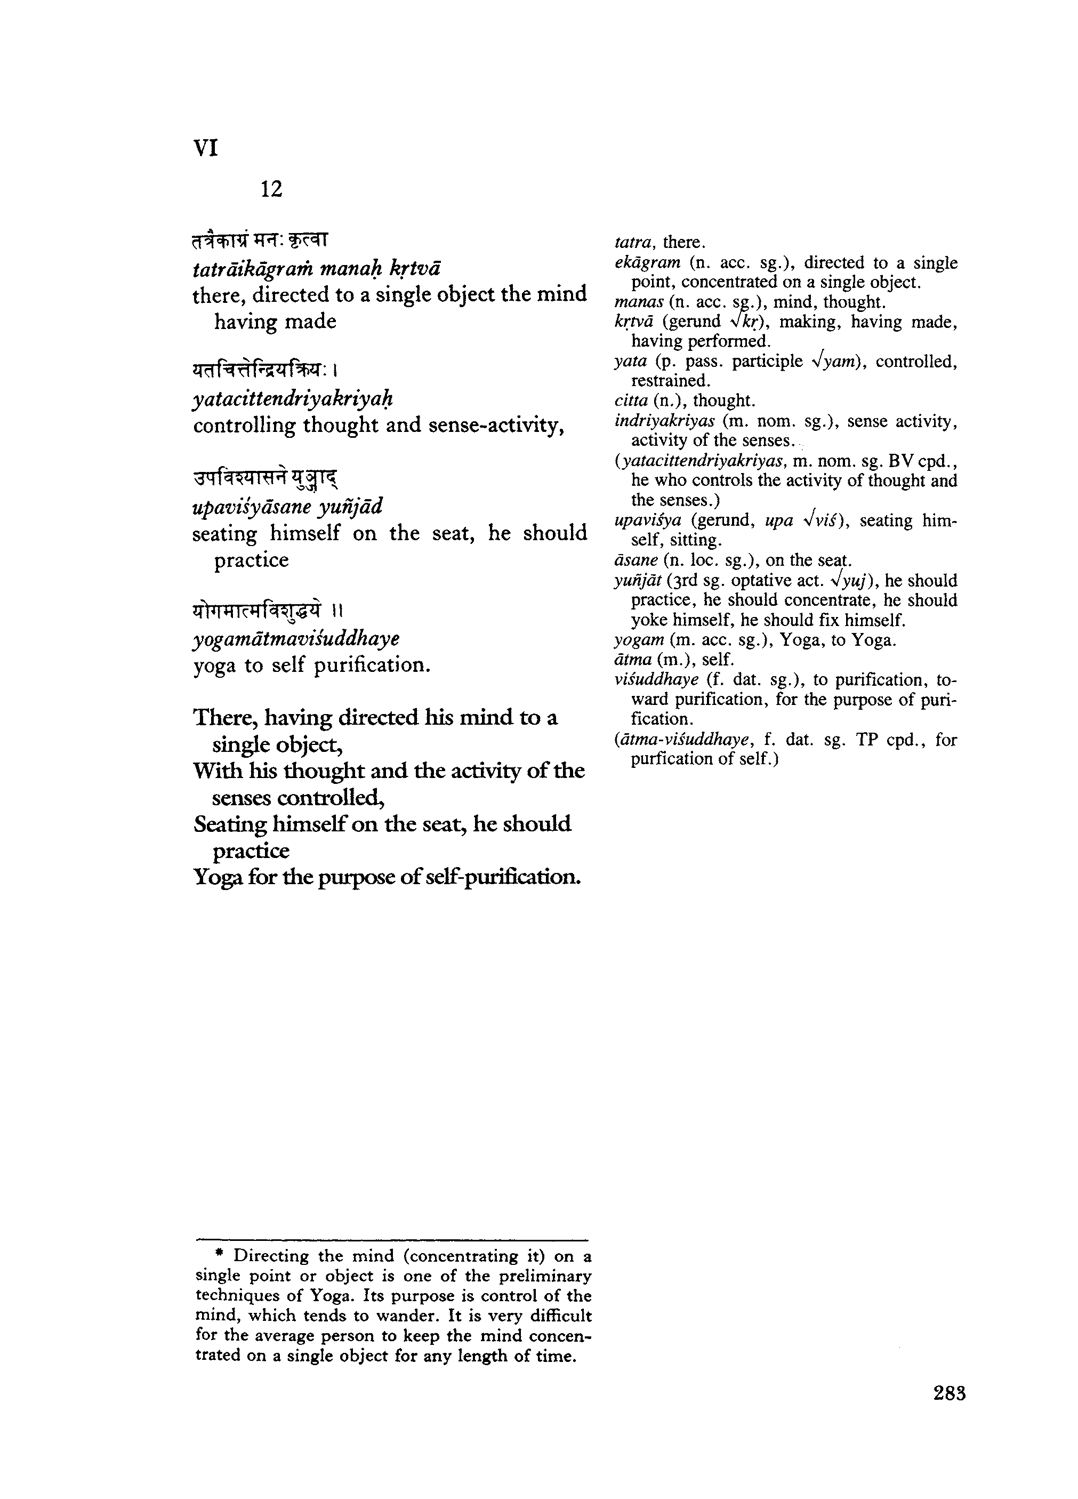 VI
12
तत्रैकाग्रं मनः कृत्वा
tatrāikāgraṁ manaḥ kṛtvā
there, directed to a single object the mind
having made
यतचित्तेन्द्रियक्रियः ।
yatacittendriyakriyaḥ
controlling thought and sense-activity,
उपविश्यासने युञ्जाद्
upaviśyāsane yuñjād
seating himself on the seat, he should
practice
योगमात्मविशुद्धये ॥
yogamātmaviśuddhaye
yoga to self purification.
There, having directed his mind to a
single object,
With his thought and the activity of the
senses controlled,
Seating himself on the seat, he should
practice
Yoga for the purpose of self-purification.
tatra, there.
ekāgram (n. acc. sg.), directed to a single
point, concentrated on a single object.
manas (n. acc. sg.), mind, thought.
kṛtvā (gerund √kṛ), making, having made,
having performed.
yata (p. pass. participle √yam), controlled,
restrained.
citta (n.), thought.
indriyakriyas (m. nom. sg.), sense activity,
activity of the senses.
(yatacittendriyakriyas, m. nom. sg. BV cpd.,
he who controls the activity of thought and
the senses.)
upaviśya (gerund, upa √viś), seating him-
self, sitting.
āsane (n. loc. sg.), on the seat.
yuñjāt (3rd sg. optative act. √yuj), he should
practice, he should concentrate, he should
yoke himself, he should fix himself.
yogam (m. acc. sg.), Yoga, to Yoga.
ātma (m.), self.
viśuddhaye (f. dat. sg.), to purification, to-
ward purification, for the purpose of puri-
fication.
(ātma-viśuddhaye, f. dat. sg. TP cpd., for
purfication of self.)
* Directing the mind (concentrating it) on a
single point or object is one of the preliminary
techniques of Yoga. Its purpose is control of the
mind, which tends to wander. It is very difficult
for the average person to keep the mind concen-
trated on a single object for any length of time.
283